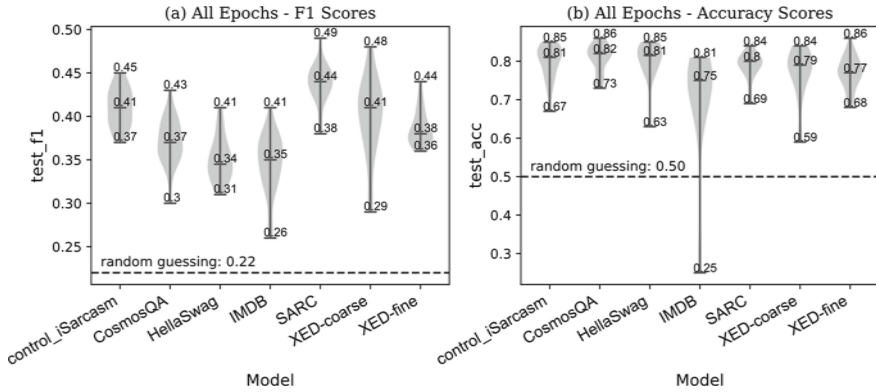 (a) All Epochs - F1 Scores
test_f1
0.50
0.45
0.40
0.35
0.30
0.25
0.45
0.41
0.37
0.43
0.37
0.3
0.41
0.34
0.31
0.41
0.35
0.26
0.49
0.44
0.38
0.48
0.41
0.29
0.44
0.38
0.36
random guessing: 0.22
control_iSarcasm
CosmosQA
HellaSwag
IMDB
SARC
XED-coarse
XED-fine
Model
(b) All Epochs - Accuracy Scores
test_acc
0.8
0.7
0.6
0.5
0.4
0.3
0.85
0.81
0.67
0.86
0.82
0.73
0.85
0.81
0.63
0.81
0.75
0.25
0.84
0.8
0.69
0.84
0.79
0.59
0.86
0.77
0.68
random guessing: 0.50
control_iSarcasm
CosmosQA
HellaSwag
IMDB
SARC
XED-coarse
XED-fine
Model